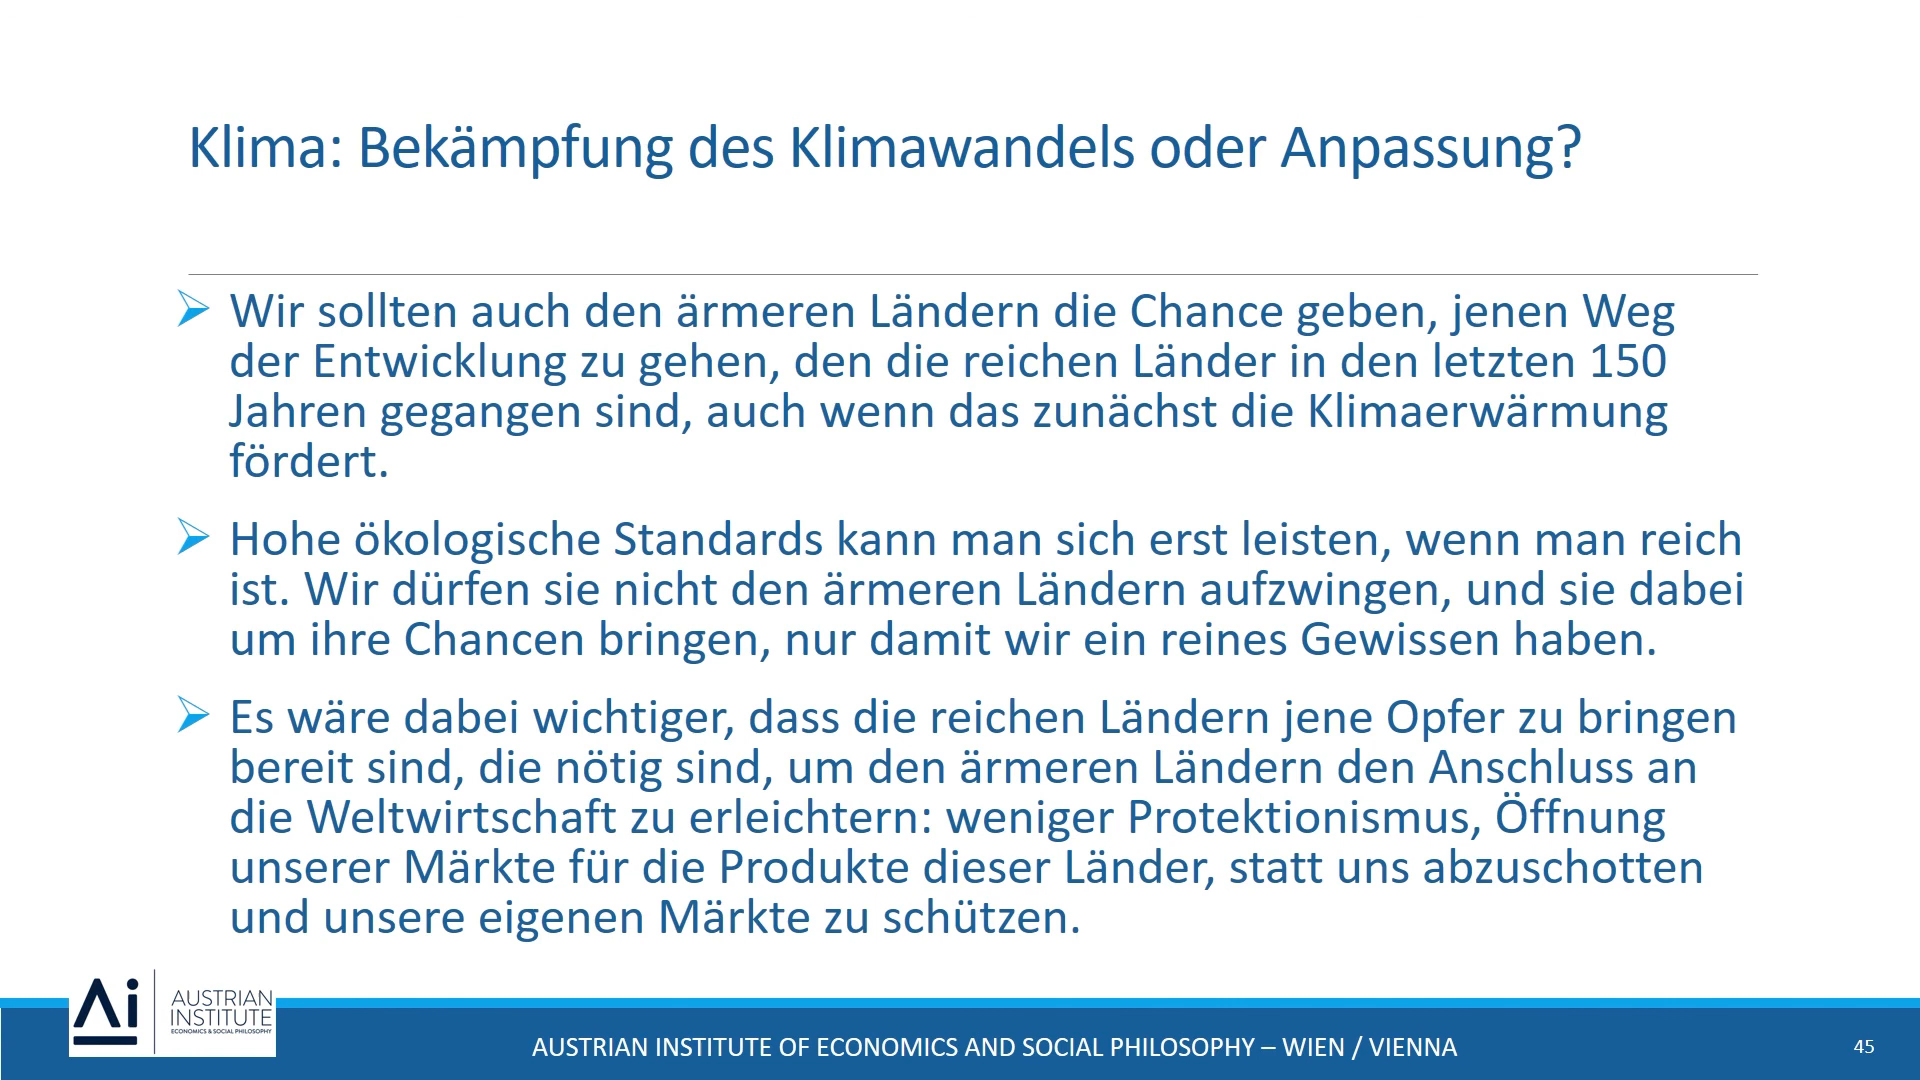 Klima: Bekämpfung des Klimawandels oder Anpassung?
Wir sollten auch den ärmeren Ländern die Chance geben, jenen Weg
der Entwicklung zu gehen, den die reichen Länder in den letzten 150
Jahren gegangen sind, auch wenn das zunächst die Klimaerwärmung
fördert.
Hohe ökologische Standards kann man sich erst leisten, wenn man reich
ist. Wir dürfen sie nicht den ärmeren Ländern aufzwingen, und sie dabei
um ihre Chancen bringen, nur damit wir ein reines Gewissen haben.
Es wäre dabei wichtiger, dass die reichen Ländern jene Opfer zu bringen
bereit sind, die nötig sind, um den ärmeren Ländern den Anschluss an
die Weltwirtschaft zu erleichtern: weniger Protektionismus, Öffnung
unserer Märkte für die Produkte dieser Länder, statt uns abzuschotten
und unsere eigenen Märkte zu schützen.
Ai
AUSTRIAN
INSTITUTE
ECONOMICS & SOCIAL PHILOSOPHY
AUSTRIAN INSTITUTE OF ECONOMICS AND SOCIAL PHILOSOPHY – WIEN / VIENNA
45